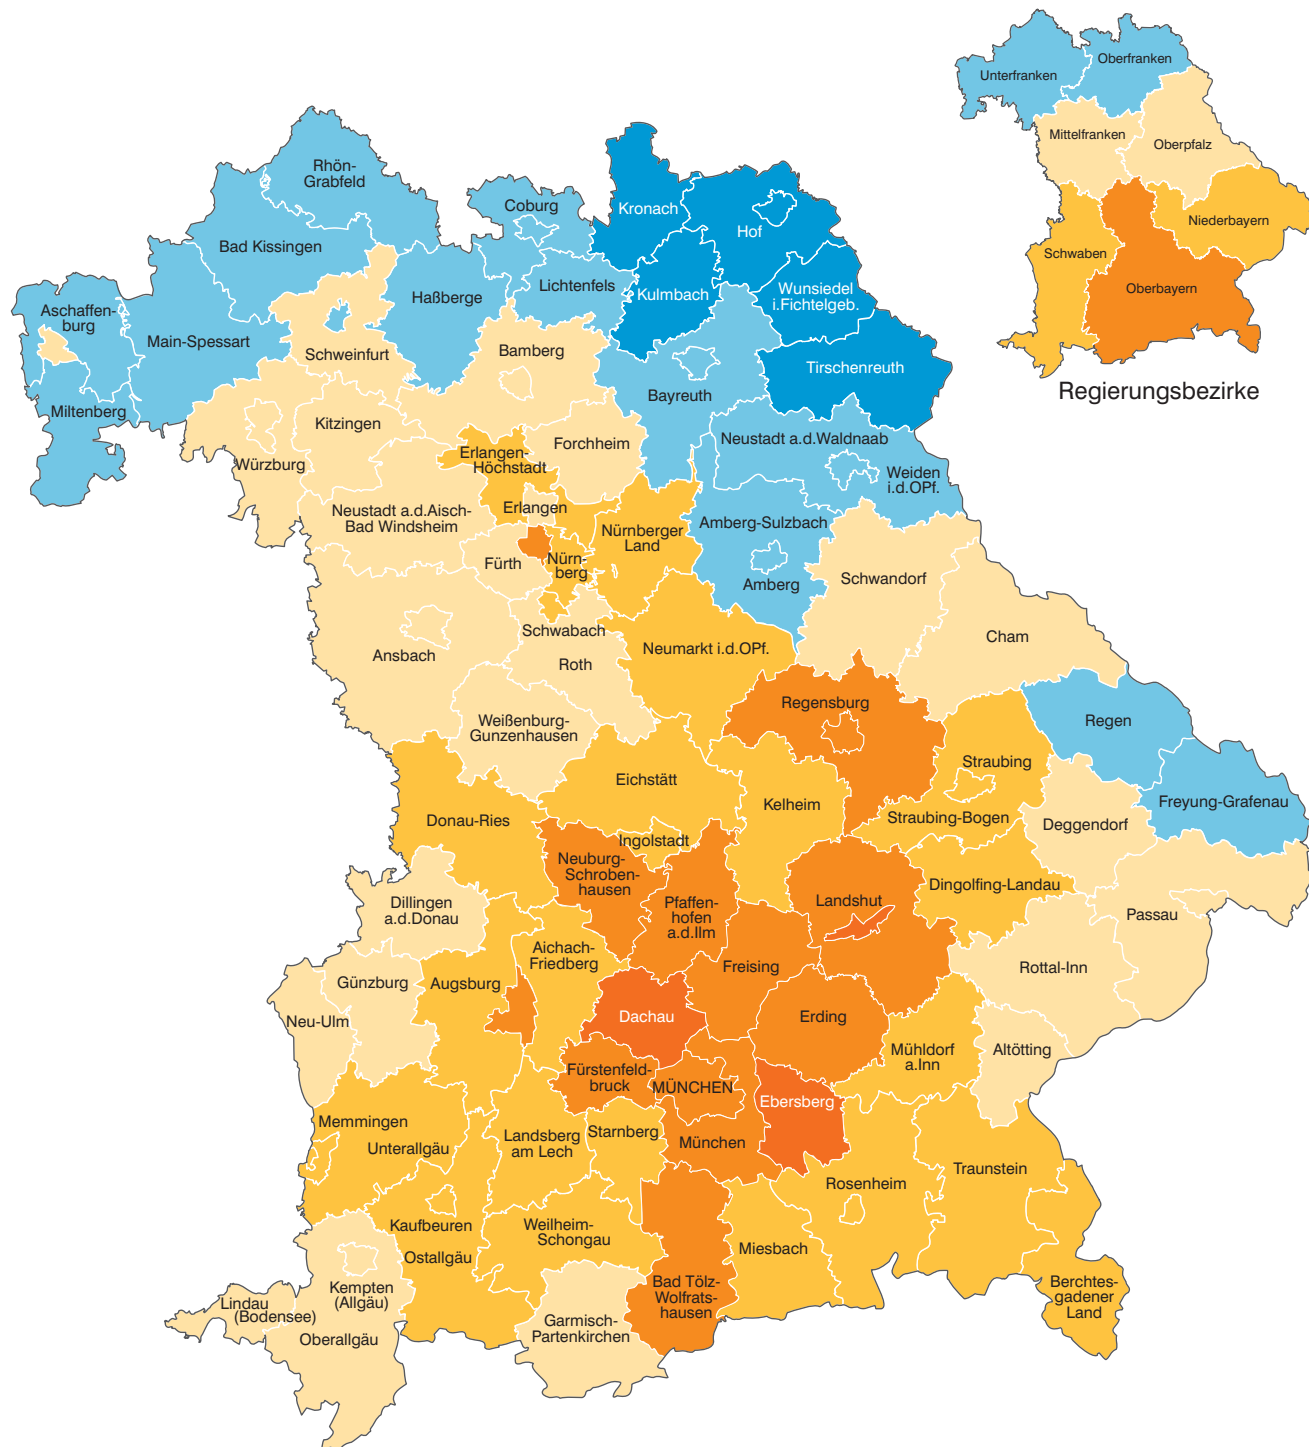 Oberfranken
Unterfranken
Mittelfranken
Oberpfalz
Niederbayern
Schwaben
Oberbayern
Regierungsbezirke
Rhön-
Grabfeld
Coburg
Kronach
Hof
Bad Kissingen
Lichtenfels
Kulmbach
Wunsiedel
i.Fichtelgeb.
Haßberge
Aschaffen-
burg
Main-Spessart
Schweinfurt
Bamberg
Tirschenreuth
Miltenberg
Bayreuth
Kitzingen
Forchheim
Neustadt a.d.Waldnaab
Würzburg
Erlangen-
Höchstadt
Weiden
i.d.OPf.
Neustadt a.d.Aisch-
Bad Windsheim
Erlangen
Nürnberger
Land
Amberg-Sulzbach
Fürth
Nürn-
berg
Amberg
Schwandorf
Schwabach
Cham
Ansbach
Roth
Neumarkt i.d.OPf.
Regensburg
Weißenburg-
Gunzenhausen
Regen
Straubing
Eichstätt
Kelheim
Freyung-Grafenau
Donau-Ries
Straubing-Bogen
Deggendorf
Ingolstadt
Neuburg-
Schroben-
hausen
Dillingen
a.d.Donau
Pfaffen-
hofen
a.d.Ilm
Landshut
Dingolfing-Landau
Passau
Aichach-
Friedberg
Freising
Rottal-Inn
Günzburg
Augsburg
Neu-Ulm
Dachau
Erding
Mühldorf
a.Inn
Altötting
Fürstenfeld-
bruck
MÜNCHEN
Ebersberg
Memmingen
Unterallgäu
Landsberg
am Lech
Starnberg
München
Traunstein
Rosenheim
Kaufbeuren
Weilheim-
Schongau
Miesbach
Ostallgäu
Bad Tölz-
Wolfrats-
hausen
Berchtes-
gadener
Land
Kempten
(Allgäu)
Lindau
(Bodensee)
Garmisch-
Partenkirchen
Oberallgäu